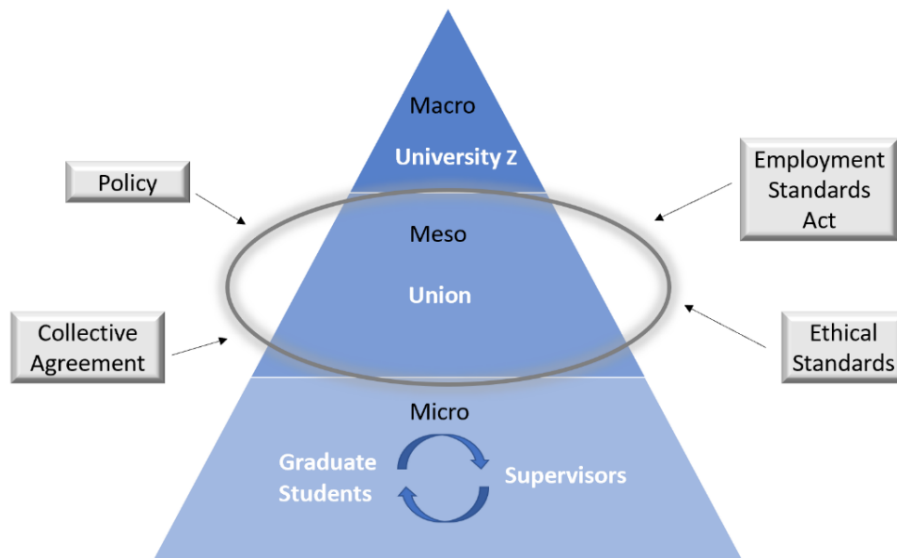 Macro
University Z
Policy
Employment
Standards
Act
Meso
Union
Collective
Agreement
Ethical
Standards
Micro
Graduate
Students
Supervisors